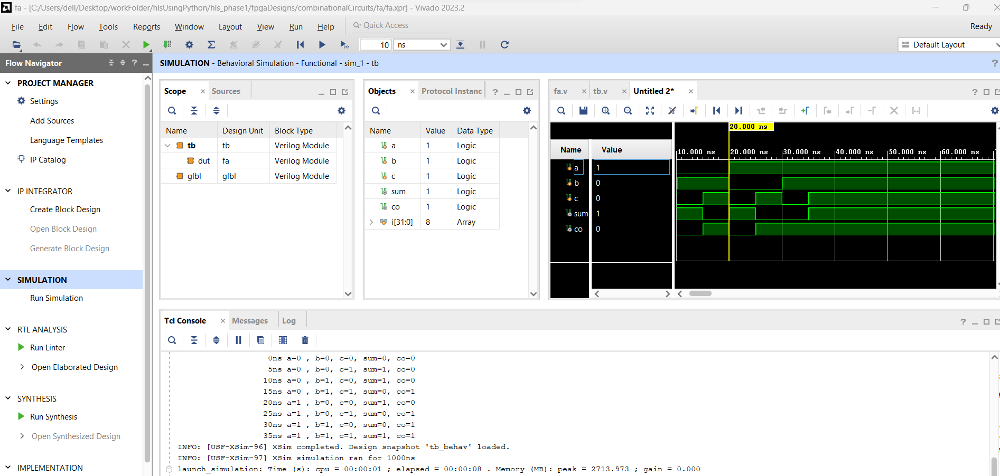 fa - [C:/Users/dell/Desktop/workFolder/hlsUsingPython/hls_phase1/fpgaDesigns/combinationalCircuits/fa/fa.xpr] - Vivado 2023.2
File Edit Flow Tools Reports Window Layout View Run Help Quick Access Ready
10 ns Default Layout
Flow Navigator
PROJECT MANAGER
Settings
Add Sources
Language Templates
IP Catalog
IP INTEGRATOR
Create Block Design
Open Block Design
Generate Block Design
SIMULATION
Run Simulation
RTL ANALYSIS
Run Linter
Open Elaborated Design
SYNTHESIS
Run Synthesis
Open Synthesized Design
IMPLEMENTATION
SIMULATION - Behavioral Simulation - Functional - sim_1 - tb
Scope Sources
Name Design Unit Block Type
tb tb Verilog Module
dut fa Verilog Module
glbl glbl Verilog Module
Objects Protocol Instanc
Name Value Data Type
a 1 Logic
b 1 Logic
c 1 Logic
sum 1 Logic
co 1 Logic
i[31:0] 8 Array
fa.v tb.v Untitled 2*
20.000 ns
Name Value
10.000 ns 20.000 ns 30.000 ns 40.000 ns 50.000 ns 60.000 ns
a 1
b 0
c 0
sum 1
co 0
Tcl Console Messages Log
0ns a=0 , b=0, c=0, sum=0, co=0
5ns a=0 , b=0, c=1, sum=1, co=0
10ns a=0 , b=1, c=0, sum=1, co=0
15ns a=0 , b=1, c=1, sum=0, co=1
20ns a=1 , b=0, c=0, sum=1, co=0
25ns a=1 , b=0, c=1, sum=0, co=1
30ns a=1 , b=1, c=0, sum=0, co=1
35ns a=1 , b=1, c=1, sum=1, co=1
INFO: [USF-XSim-96] XSim completed. Design snapshot 'tb_behav' loaded.
INFO: [USF-XSim-97] XSim simulation ran for 1000ns
launch_simulation: Time (s): cpu = 00:00:01 ; elapsed = 00:00:08 . Memory (MB): peak = 2713.973 ; gain = 0.000